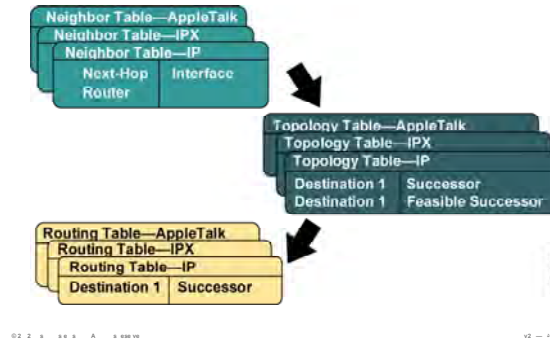 Neighbor Table—AppleTalk
Neighbor Table—IPX
Neighbor Table—IP
Next-Hop Interface
Router
Topology Table—AppleTalk
Topology Table—IPX
Topology Table—IP
Destination 1 Successor
Destination 1 Feasible Successor
Routing Table—AppleTalk
Routing Table—IPX
Routing Table—IP
Destination 1 Successor